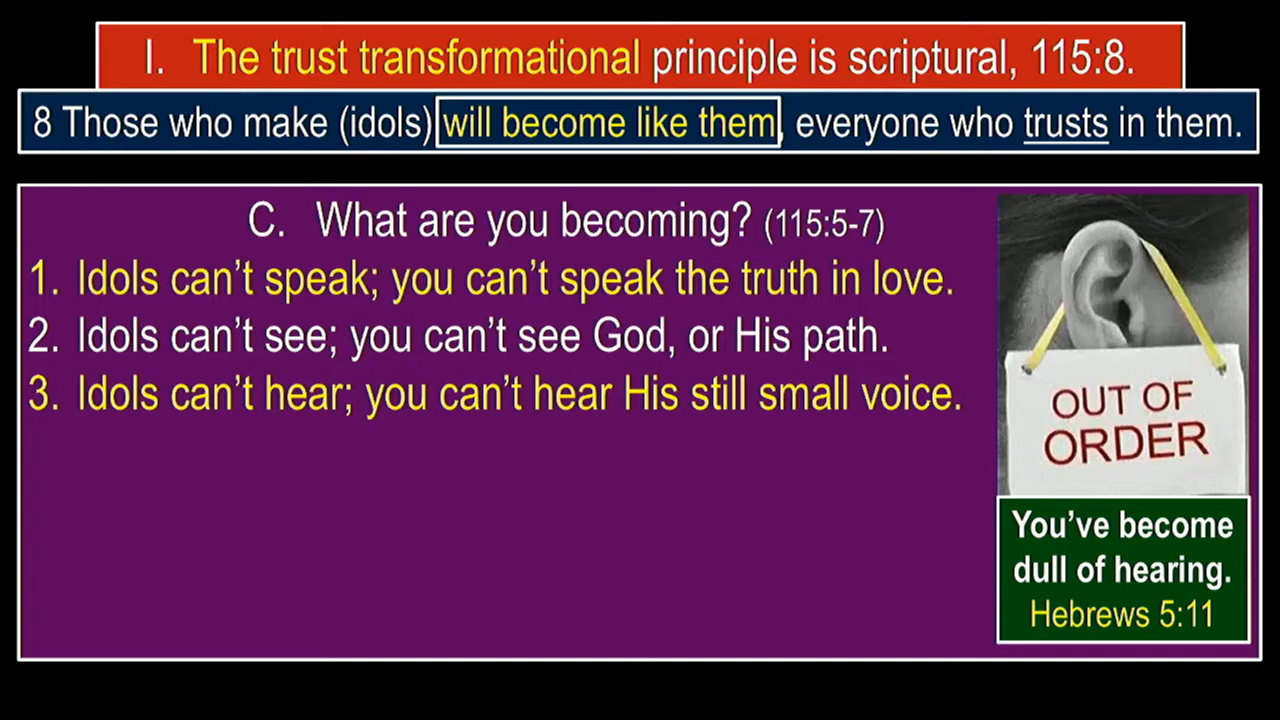 I. The trust transformational principle is scriptural, 115:8.
8 Those who make (idols) will become like them, everyone who trusts in them.
C. What are you becoming? (115:5-7)
1. Idols can't speak; you can't speak the truth in love.
2. Idols can't see; you can't see God, or His path.
3. Idols can't hear; you can't hear His still small voice.
OUT OF
ORDER
You've become
dull of hearing.
Hebrews 5:11